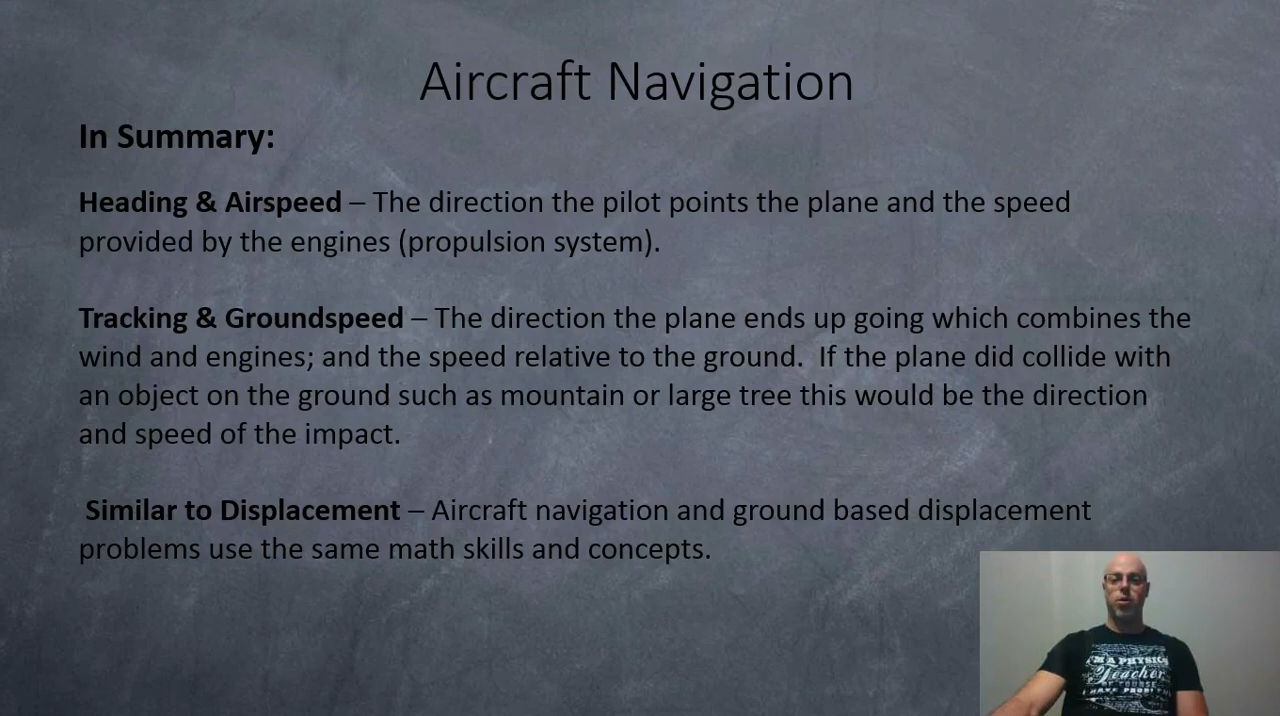 Aircraft Navigation
In Summary:
Heading & Airspeed – The direction the pilot points the plane and the speed
provided by the engines (propulsion system).
Tracking & Groundspeed – The direction the plane ends up going which combines the
wind and engines; and the speed relative to the ground.  If the plane did collide with
an object on the ground such as mountain or large tree this would be the direction
and speed of the impact.
Similar to Displacement – Aircraft navigation and ground based displacement
problems use the same math skills and concepts.
I'M A PHYSICS
Teacher
OF COURSE
I HAVE